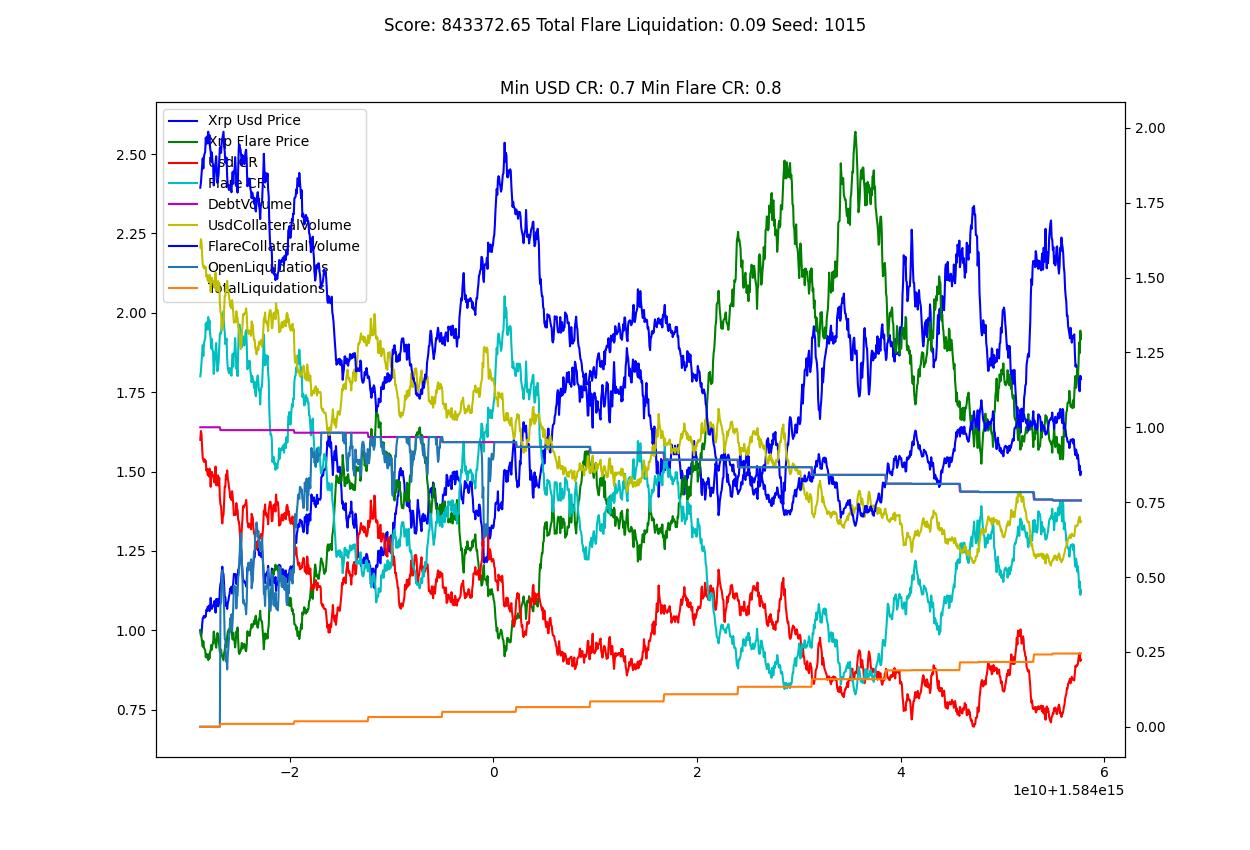 Score: 843372.65 Total Flare Liquidation: 0.09 Seed: 1015
Min USD CR: 0.7 Min Flare CR: 0.8
Xrp Usd Price
Xrp Flare Price
Usd CR
Flare CR
DebtVolume
UsdCollateralVolume
FlareCollateralVolume
OpenLiquidations
TotalLiquidations
2.50
2.25
2.00
1.75
1.50
1.25
1.00
0.75
2.00
1.75
1.50
1.25
1.00
0.75
0.50
0.25
0.00
−2 0 2 4 6
1e10+1.584e15